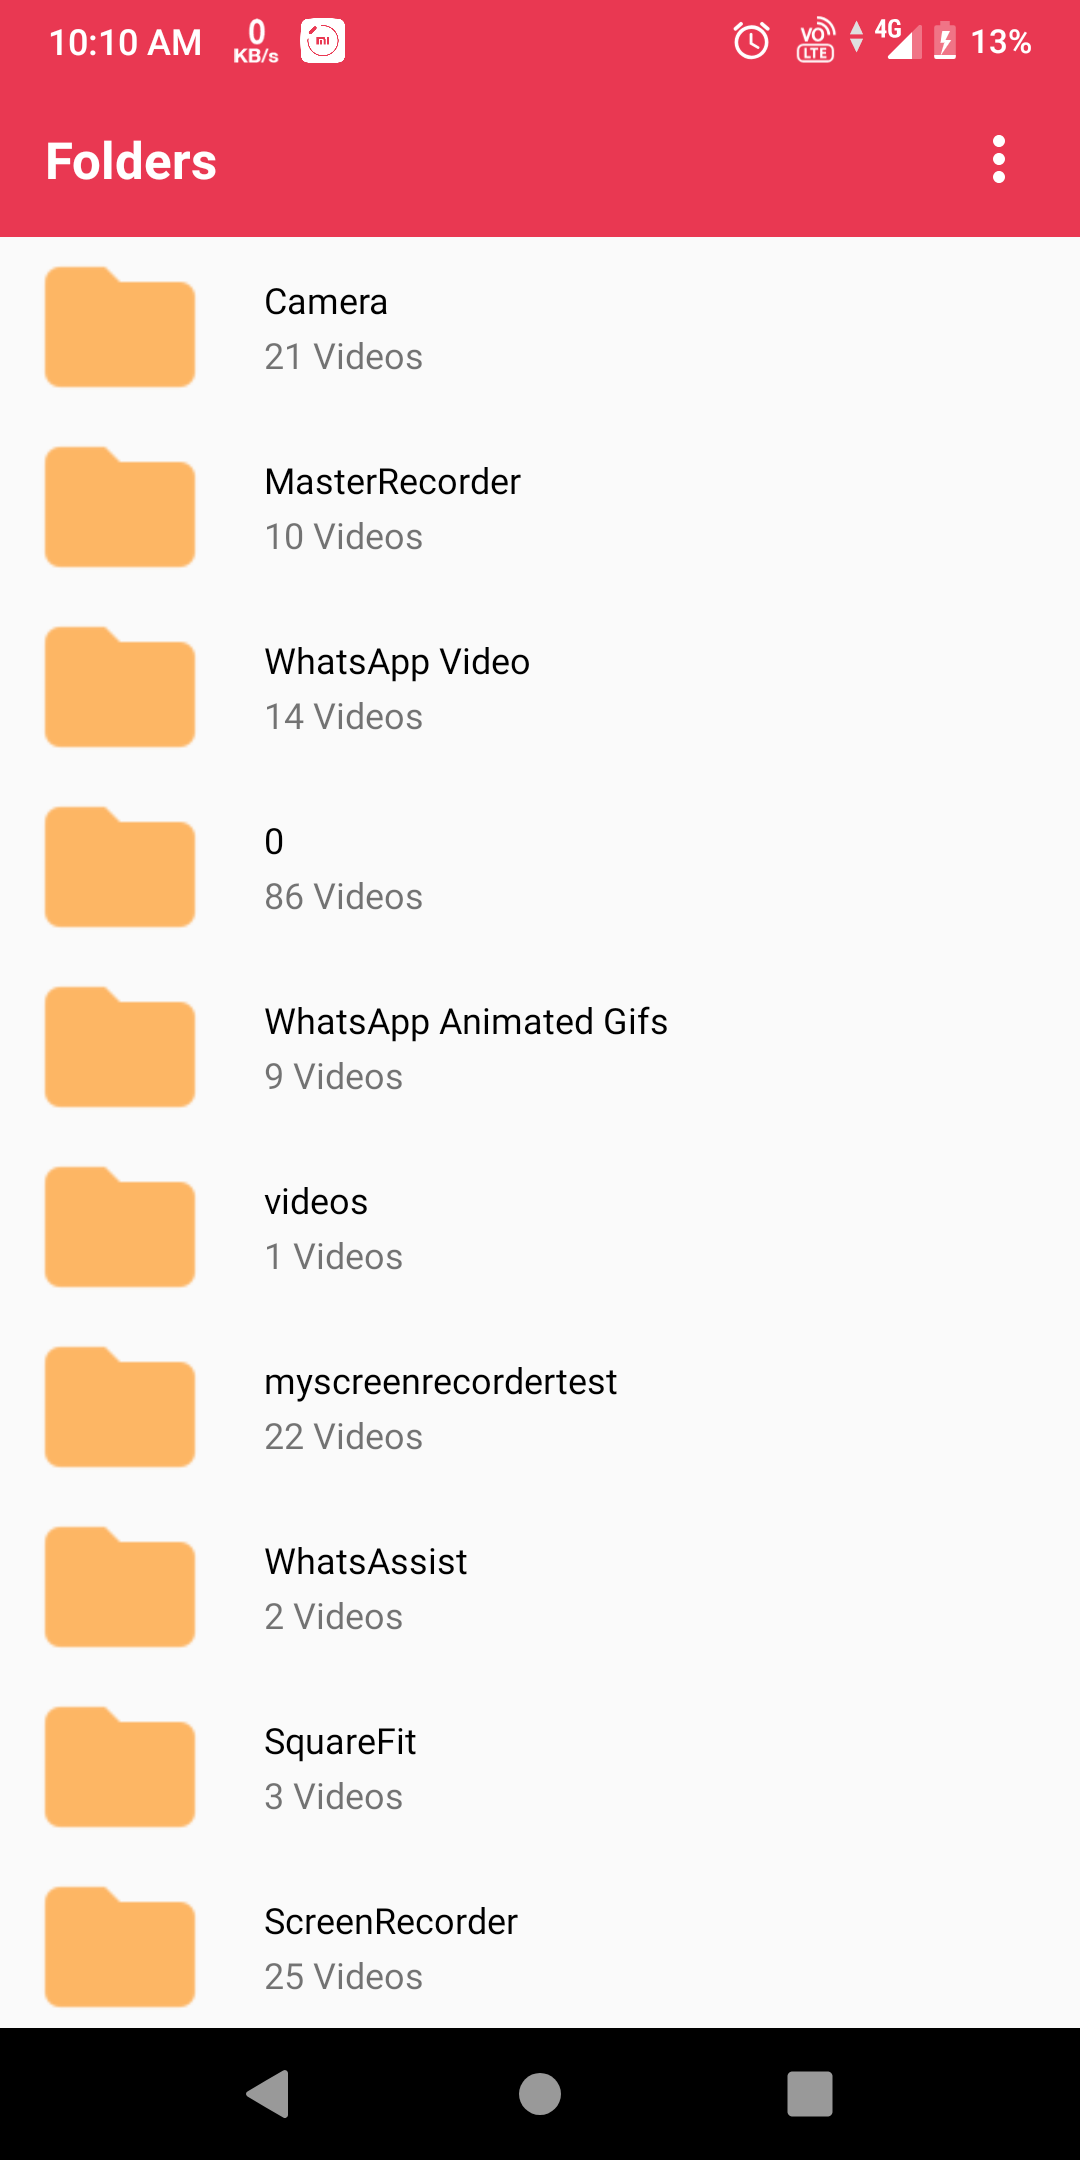 10:10 AM 0 KB/s mi VO LTE 4G 13%
Folders
Camera
21 Videos
MasterRecorder
10 Videos
WhatsApp Video
14 Videos
0
86 Videos
WhatsApp Animated Gifs
9 Videos
videos
1 Videos
myscreenrecordertest
22 Videos
WhatsAssist
2 Videos
SquareFit
3 Videos
ScreenRecorder
25 Videos